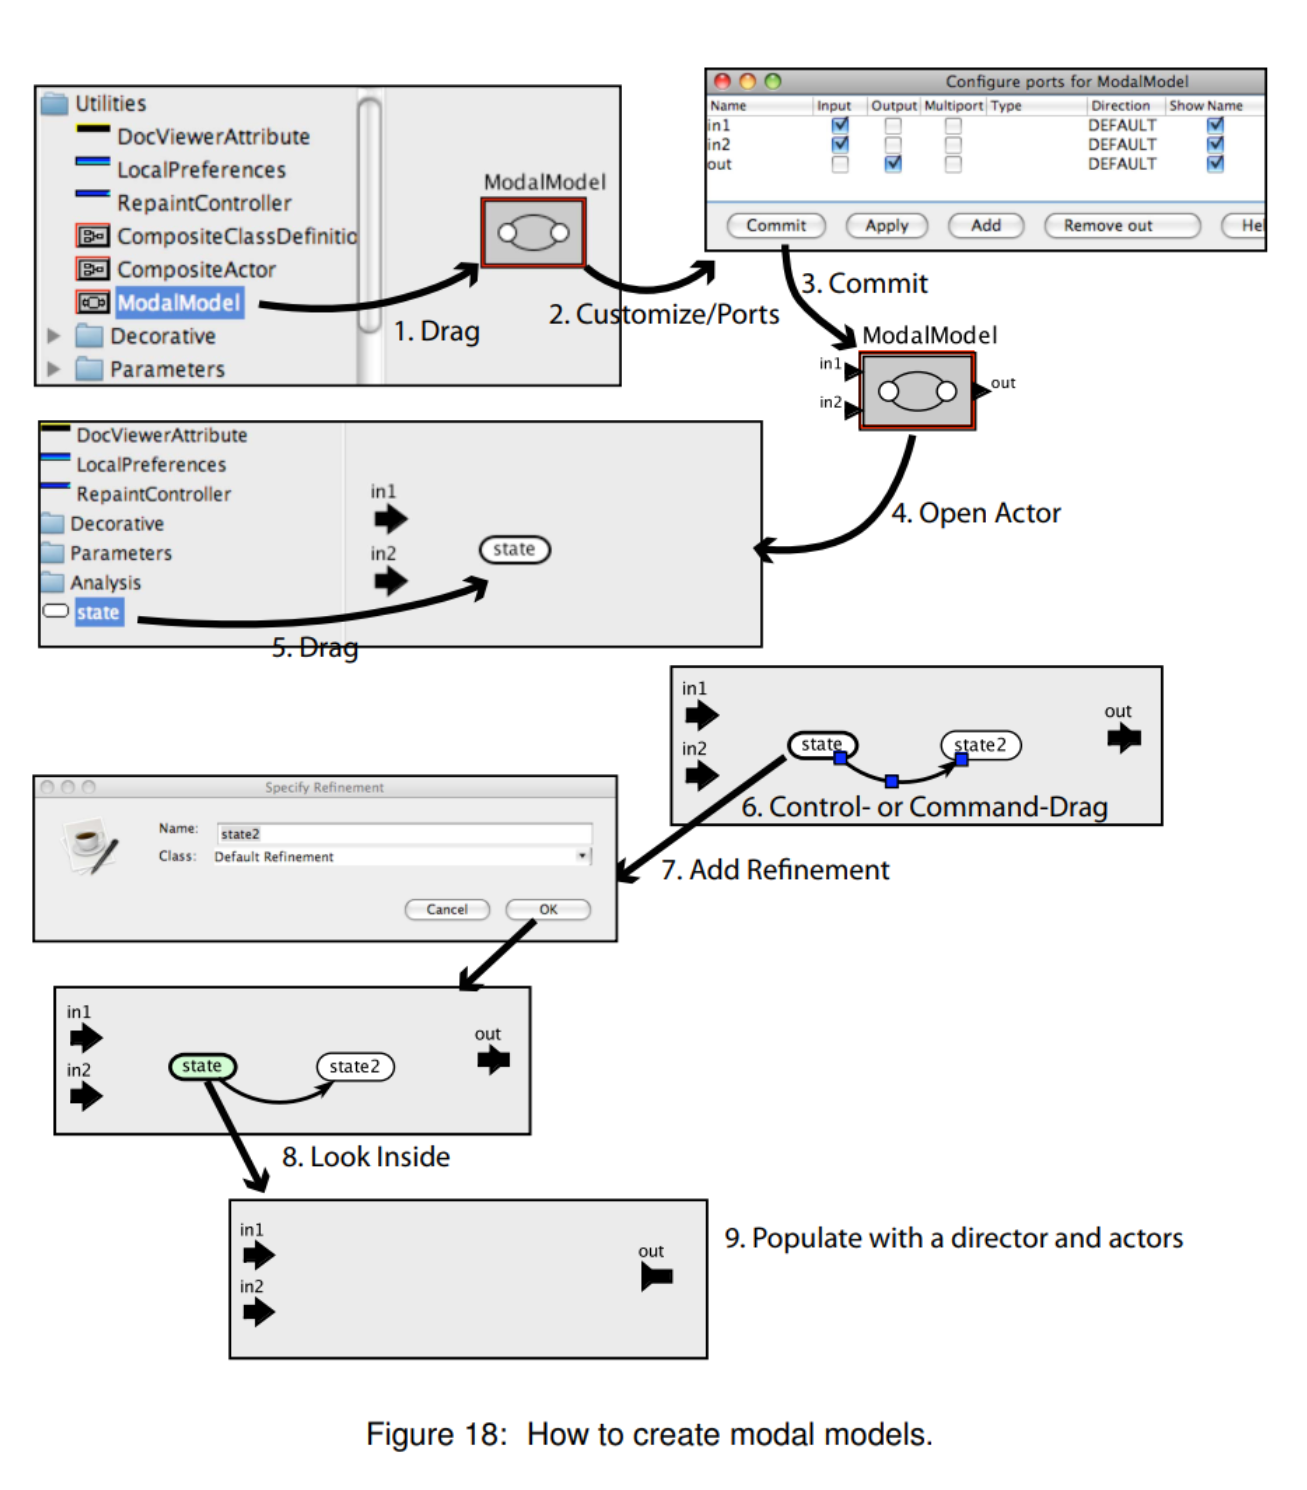 Utilities
DocViewerAttribute
LocalPreferences
RepaintController
CompositeClassDefinitio
CompositeActor
ModalModel
Decorative
Parameters
ModalModel
1. Drag
2. Customize/Ports
Configure ports for ModalModel
Name Input Output Multiport Type Direction Show Name
in1 DEFAULT
in2 DEFAULT
out DEFAULT
Commit Apply Add Remove out Hel
3. Commit
ModalModel
in1
out
in2
4. Open Actor
DocViewerAttribute
LocalPreferences
RepaintController
Decorative
Parameters
Analysis
state
in1
in2
state
5. Drag
in1
in2
state
state2
out
6. Control- or Command-Drag
7. Add Refinement
Specify Refinement
Name: state2
Class: Default Refinement
Cancel OK
in1
in2
state
state2
out
8. Look Inside
in1
in2
out
9. Populate with a director and actors
Figure 18: How to create modal models.